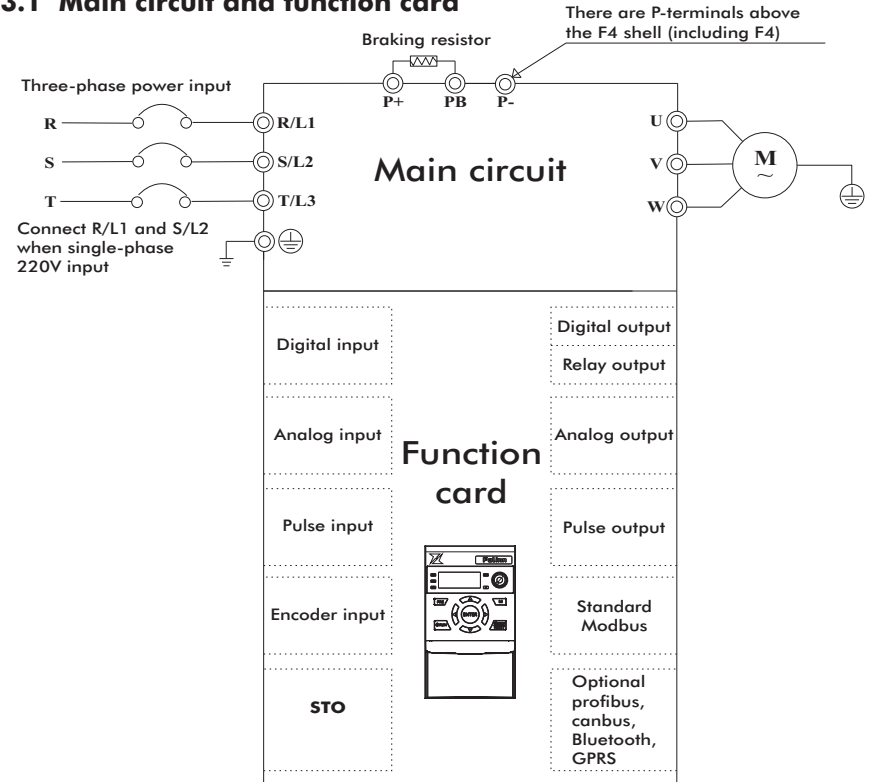 3.1 Main circuit and function card
There are P-terminals above
the F4 shell (including F4)
Braking resistor
P+ PB P-
Three-phase power input
R R/L1
S S/L2
T T/L3
Connect R/L1 and S/L2
when single-phase
220V input
Main circuit
U
V
W
M
~
Digital input
Analog input
Pulse input
Encoder input
STO
Function
card
ENTER
Digital output
Relay output
Analog output
Pulse output
Standard
Modbus
Optional
profibus,
canbus,
Bluetooth,
GPRS